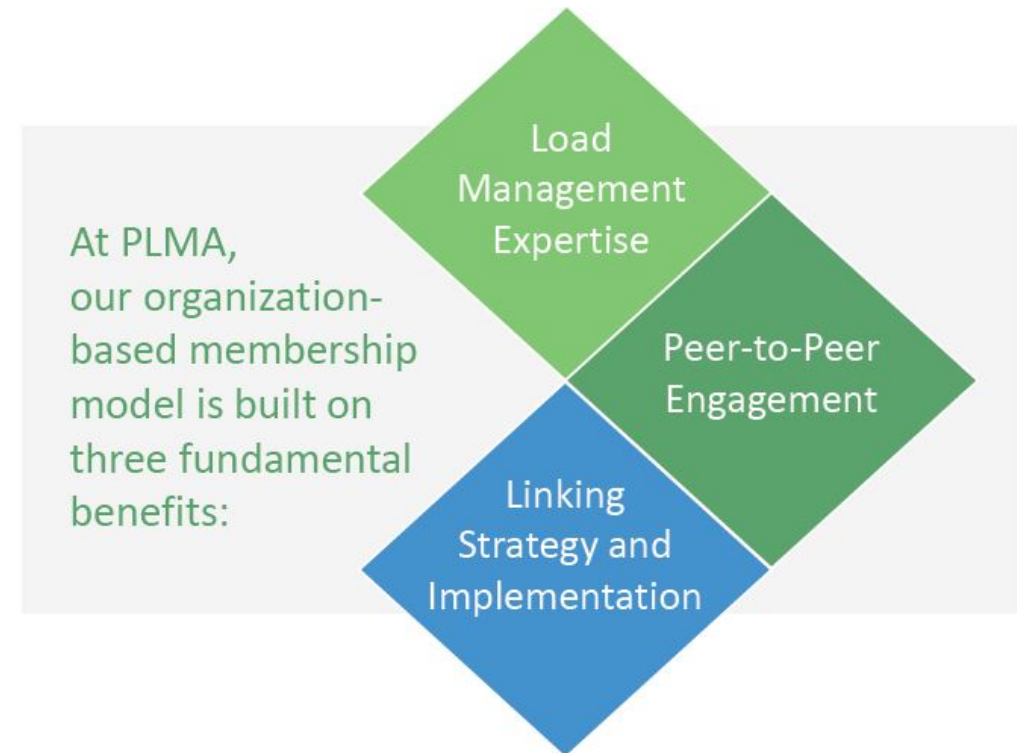 At PLMA,
our organization-
based membership
model is built on
three fundamental
benefits:
Load
Management
Expertise
Peer-to-Peer
Engagement
Linking
Strategy and
Implementation